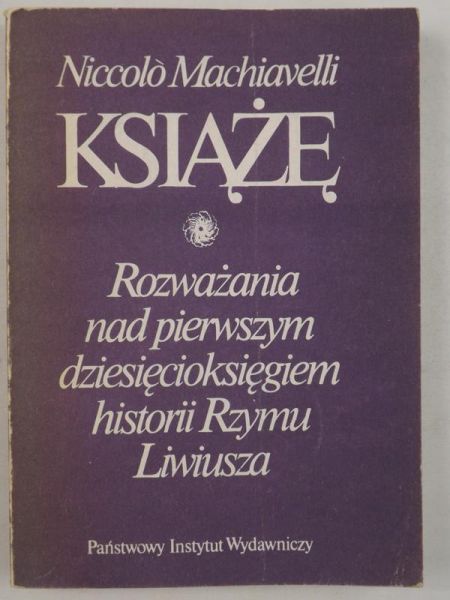 Niccolò Machiavelli
KSIĄŻĘ
Rozważania
nad pierwszym
dziesięcioksięgiem
historii Rzymu
Liwiusza
Państwowy Instytut Wydawniczy